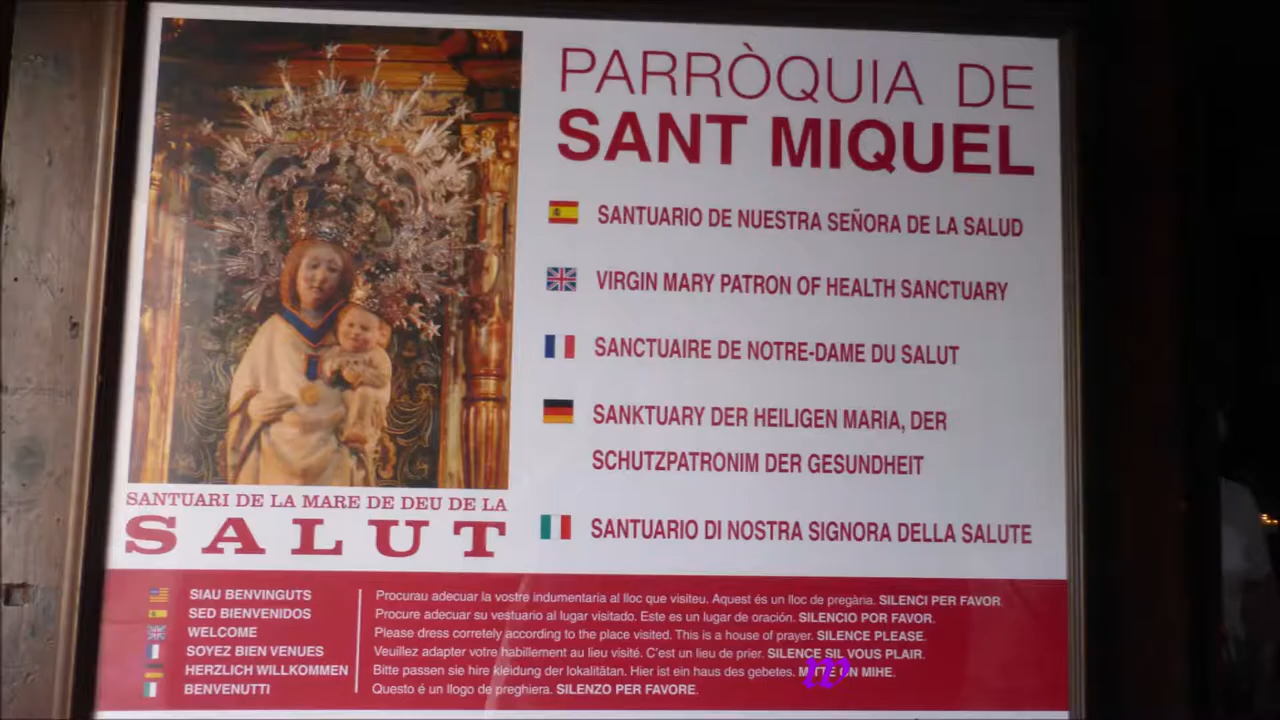 PARRÒQUIA DE
SANT MIQUEL
SANTUARIO DE NUESTRA SEÑORA DE LA SALUD
VIRGIN MARY PATRON OF HEALTH SANCTUARY
SANCTUAIRE DE NOTRE-DAME DU SALUT
SANKTUARY DER HEILIGEN MARIA, DER
SCHUTZPATRONIM DER GESUNDHEIT
SANTUARIO DI NOSTRA SIGNORA DELLA SALUTE
SANTUARI DE LA MARE DE DEU DE LA
SALUT
SIAU BENVINGUTS Procurau adecuar la vostre indumentaria al lloc que visiteu. Aquest és un lloc de pregària. SILENCI PER FAVOR.
SED BIENVENIDOS Procure adecuar su vestuario al lugar visitado. Este es un lugar de oración. SILENCIO POR FAVOR.
WELCOME Please dress corretely according to the place visited. This is a house of prayer. SILENCE PLEASE.
SOYEZ BIEN VENUES Veuillez adapter votre habillement au lieu visité. C'est un lieu de prier. SILENCE SIL VOUS PLAIR.
HERZLICH WILLKOMMEN Bitte passen sie hire kleidung der lokalitätan. Hier ist ein haus des gebetes. MIHE.
BENVENUTTI Questo é un llogo de preghiera. SILENZO PER FAVORE.